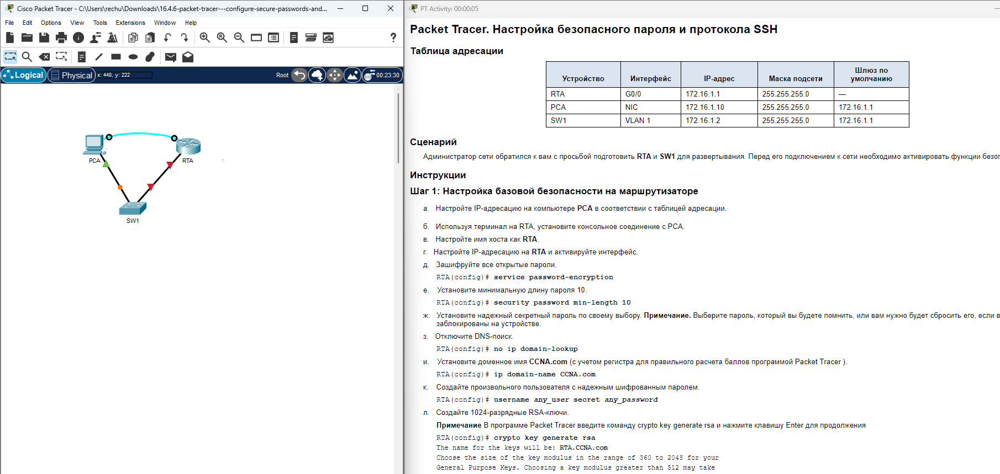 Cisco Packet Tracer - C:\Users\rechu\Downloads\16.4.6-packet-tracer---configure-secure-passwords-and...
File Edit Options View Tools Extensions Window Help
Logical Physical x: 448, y: 222 Root 00:23:30
PCA
RTA
SW1
PT Activity: 00:00:05
Packet Tracer. Настройка безопасного пароля и протокола SSH
Таблица адресации
Устройство Интерфейс IP-адрес Маска подсети Шлюз по умолчанию
RTA G0/0 172.16.1.1 255.255.255.0 —
PCA NIC 172.16.1.10 255.255.255.0 172.16.1.1
SW1 VLAN 1 172.16.1.2 255.255.255.0 172.16.1.1
Сценарий
Администратор сети обратился к вам с просьбой подготовить RTA и SW1 для развертывания. Перед его подключением к сети необходимо активировать функции
Инструкции
Шаг 1: Настройка базовой безопасности на маршрутизаторе
а. Настройте IP-адресацию на компьютере PCA в соответствии с таблицей адресации.
б. Используя терминал на RTA, установите консольное соединение с PCA.
в. Настройте имя хоста как RTA.
г. Настройте IP-адресацию на RTA и активируйте интерфейс.
д. Зашифруйте все открытые пароли.
RTA(config)# service password-encryption
е. Установите минимальную длину пароля 10.
RTA(config)# security password min-length 10
ж. Установите надежный секретный пароль по своему выбору. Примечание. Выберите пароль, который вы будете помнить, или вам нужно будет сбросить его, если в
заблокированы на устройстве.
з. Отключите DNS-поиск.
RTA(config)# no ip domain-lookup
и. Установите доменное имя CCNA.com (с учетом регистра для правильного расчета баллов программой Packet Tracer ).
RTA(config)# ip domain-name CCNA.com
к. Создайте произвольного пользователя с надежным шифрованным паролем.
RTA(config)# username any_user secret any_password
л. Создайте 1024-разрядные RSA-ключи.
Примечание В программе Packet Tracer введите команду crypto key generate rsa и нажмите клавишу Enter для продолжения
RTA(config)# crypto key generate rsa
The name for the keys will be: RTA.CCNA.com
Choose the size of the key modulus in the range of 360 to 2048 for your
General Purpose Keys. Choosing a key modulus greater than 512 may take